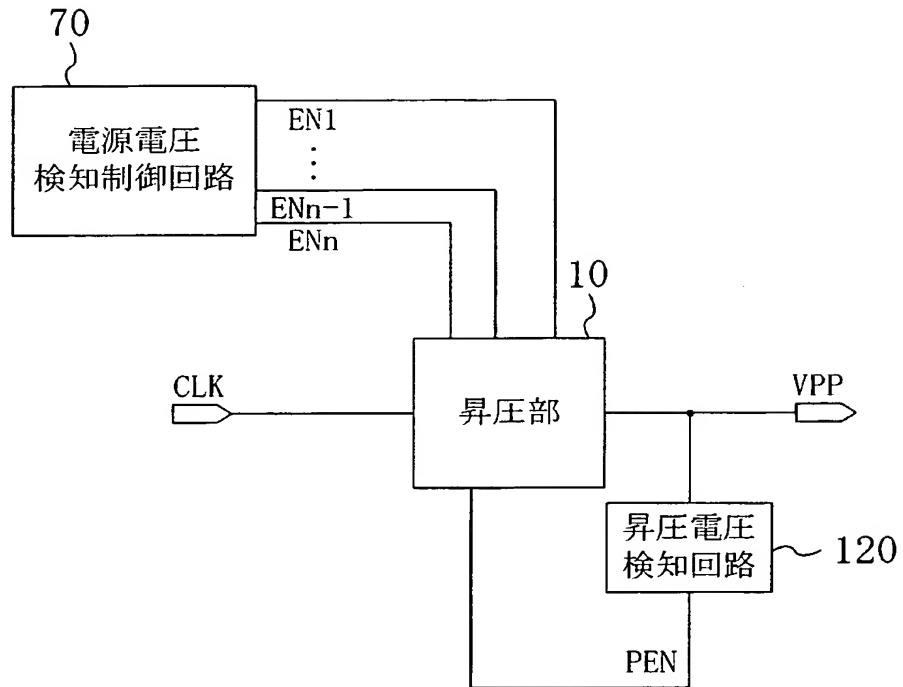 70
電源電圧
検知制御回路
EN1
⋮
ENn-1
ENn
10
CLK
昇圧部
VPP
昇圧電圧
検知回路
120
PEN